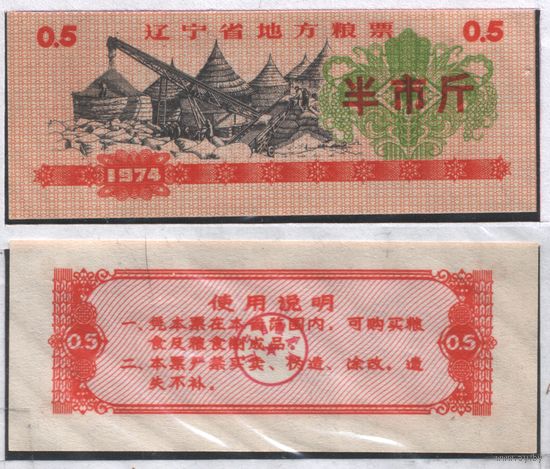 0.5 辽宁省地方粮票 0.5
半市斤
1974
使用说明
一、凭本票在本省范围内，可购买粮
食及粮食制成品。
0.5 0.5
二、本票严禁买卖、伪造、涂改。遗
失不补。